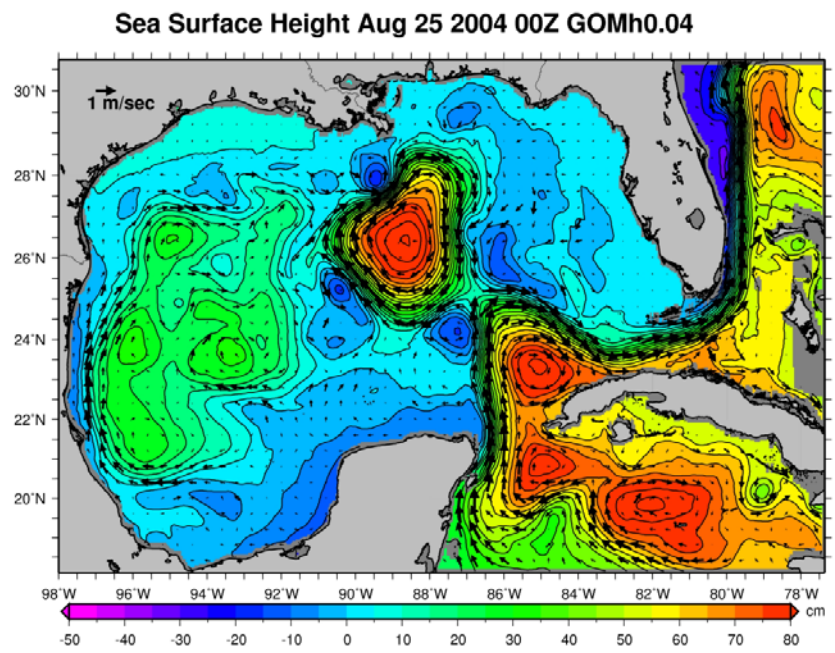 Sea Surface Height Aug 25 2004 00Z GOMh0.04
1 m/sec
30°N
28°N
26°N
24°N
22°N
20°N
98°W 96°W 94°W 92°W 90°W 88°W 86°W 84°W 82°W 80°W 78°W
cm
-50 -40 -30 -20 -10 0 10 20 30 40 50 60 70 80